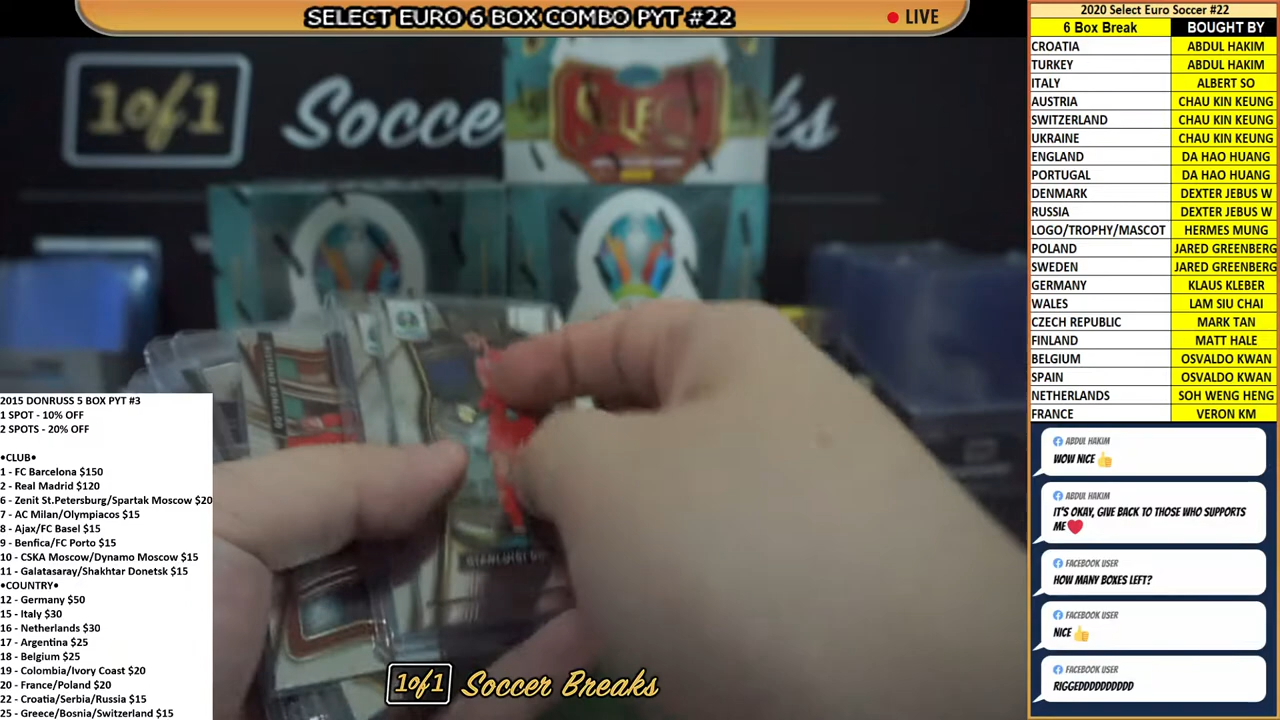 SELECT EURO 6 BOX COMBO PYT #22
LIVE
1of1 Soccer Breaks
SELECT
2020 Select Euro Soccer #22
6 Box Break BOUGHT BY
CROATIA ABDUL HAKIM
TURKEY ABDUL HAKIM
ITALY ALBERT SO
AUSTRIA CHAU KIN KEUNG
SWITZERLAND CHAU KIN KEUNG
UKRAINE CHAU KIN KEUNG
ENGLAND DA HAO HUANG
PORTUGAL DA HAO HUANG
DENMARK DEXTER JEBUS W
RUSSIA DEXTER JEBUS W
LOGO/TROPHY/MASCOT HERMES MUNG
POLAND JARED GREENBERG
SWEDEN JARED GREENBERG
GERMANY KLAUS KLEBER
WALES LAM SIU CHAI
CZECH REPUBLIC MARK TAN
FINLAND MATT HALE
BELGIUM OSVALDO KWAN
SPAIN OSVALDO KWAN
NETHERLANDS SOH WENG HENG
FRANCE VERON KM
2015 DONRUSS 5 BOX PYT #3
1 SPOT - 10% OFF
2 SPOTS - 20% OFF
•CLUB•
1 - FC Barcelona $150
2 - Real Madrid $120
6 - Zenit St.Petersburg/Spartak Moscow $20
7 - AC Milan/Olympiacos $15
8 - Ajax/FC Basel $15
9 - Benfica/FC Porto $15
10 - CSKA Moscow/Dynamo Moscow $15
11 - Galatasaray/Shakhtar Donetsk $15
•COUNTRY•
12 - Germany $50
15 - Italy $30
16 - Netherlands $30
17 - Argentina $25
18 - Belgium $25
19 - Colombia/Ivory Coast $20
20 - France/Poland $20
22 - Croatia/Serbia/Russia $15
25 - Greece/Bosnia/Switzerland $15
GIANLUIGI
ABDUL HAKIM
WOW NICE 👍
ABDUL HAKIM
IT'S OKAY, GIVE BACK TO THOSE WHO SUPPORTS
ME❤
FACEBOOK USER
HOW MANY BOXES LEFT?
FACEBOOK USER
NICE 👍
FACEBOOK USER
RIGGEDDDDDDDDDD
1of1 Soccer Breaks